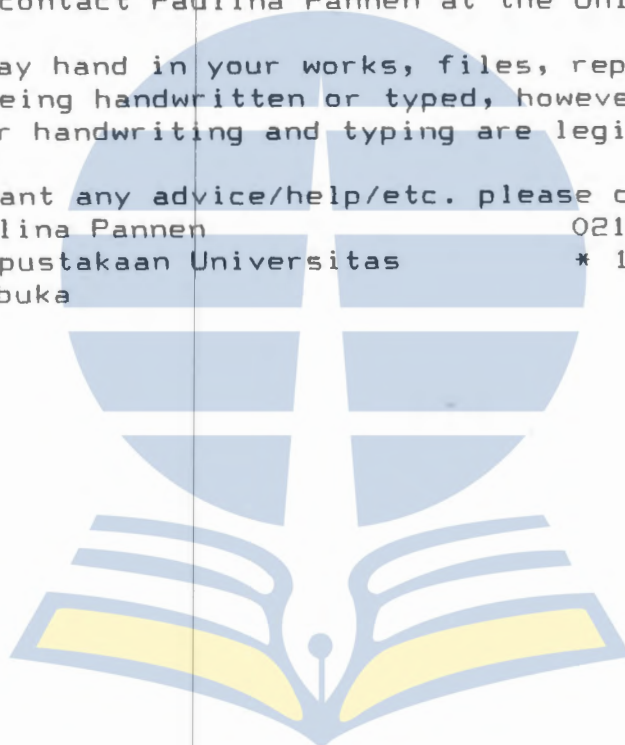 contact Paulina Pannen at the Uni
ay hand in your works, files, rep
eing handwritten or typed, howeve
r handwriting and typing are legi
ant any advice/help/etc. please c
lina Pannen 021
pustakaan Universitas * 1
buka